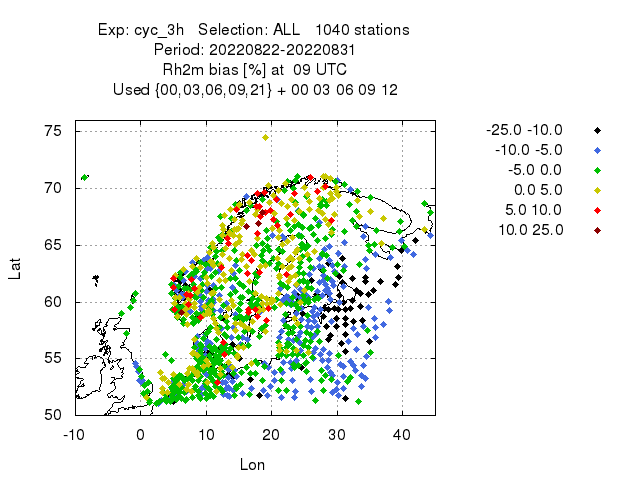 Exp: cyc_3h   Selection: ALL   1040 stations
Period: 20220822-20220831
Rh2m bias [%] at  09 UTC
Used {00,03,06,09,21} + 00 03 06 09 12
-25.0 -10.0
-10.0 -5.0
-5.0 0.0
0.0 5.0
5.0 10.0
10.0 25.0
75
70
65
60
55
50
Lat
-10 0 10 20 30 40
Lon